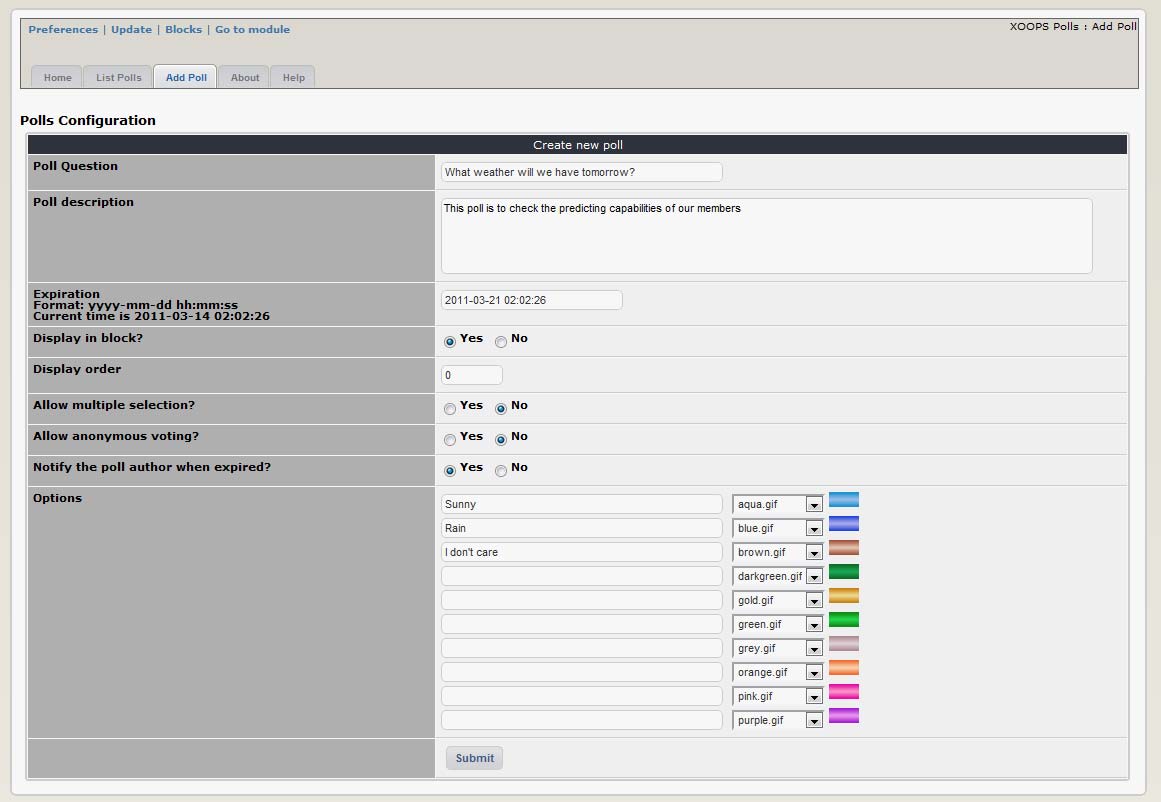 Preferences | Update | Blocks | Go to module
XOOPS Polls : Add Poll
Home List Polls Add Poll About Help
Polls Configuration
Create new poll
Poll Question
What weather will we have tomorrow?
Poll description
This poll is to check the predicting capabilities of our members
Expiration
Format: yyyy-mm-dd hh:mm:ss
Current time is 2011-03-14 02:02:26
2011-03-21 02:02:26
Display in block?
Yes No
Display order
0
Allow multiple selection?
Yes No
Allow anonymous voting?
Yes No
Notify the poll author when expired?
Yes No
Options
Sunny aqua.gif
Rain blue.gif
I don't care brown.gif
darkgreen.gif
gold.gif
green.gif
grey.gif
orange.gif
pink.gif
purple.gif
Submit